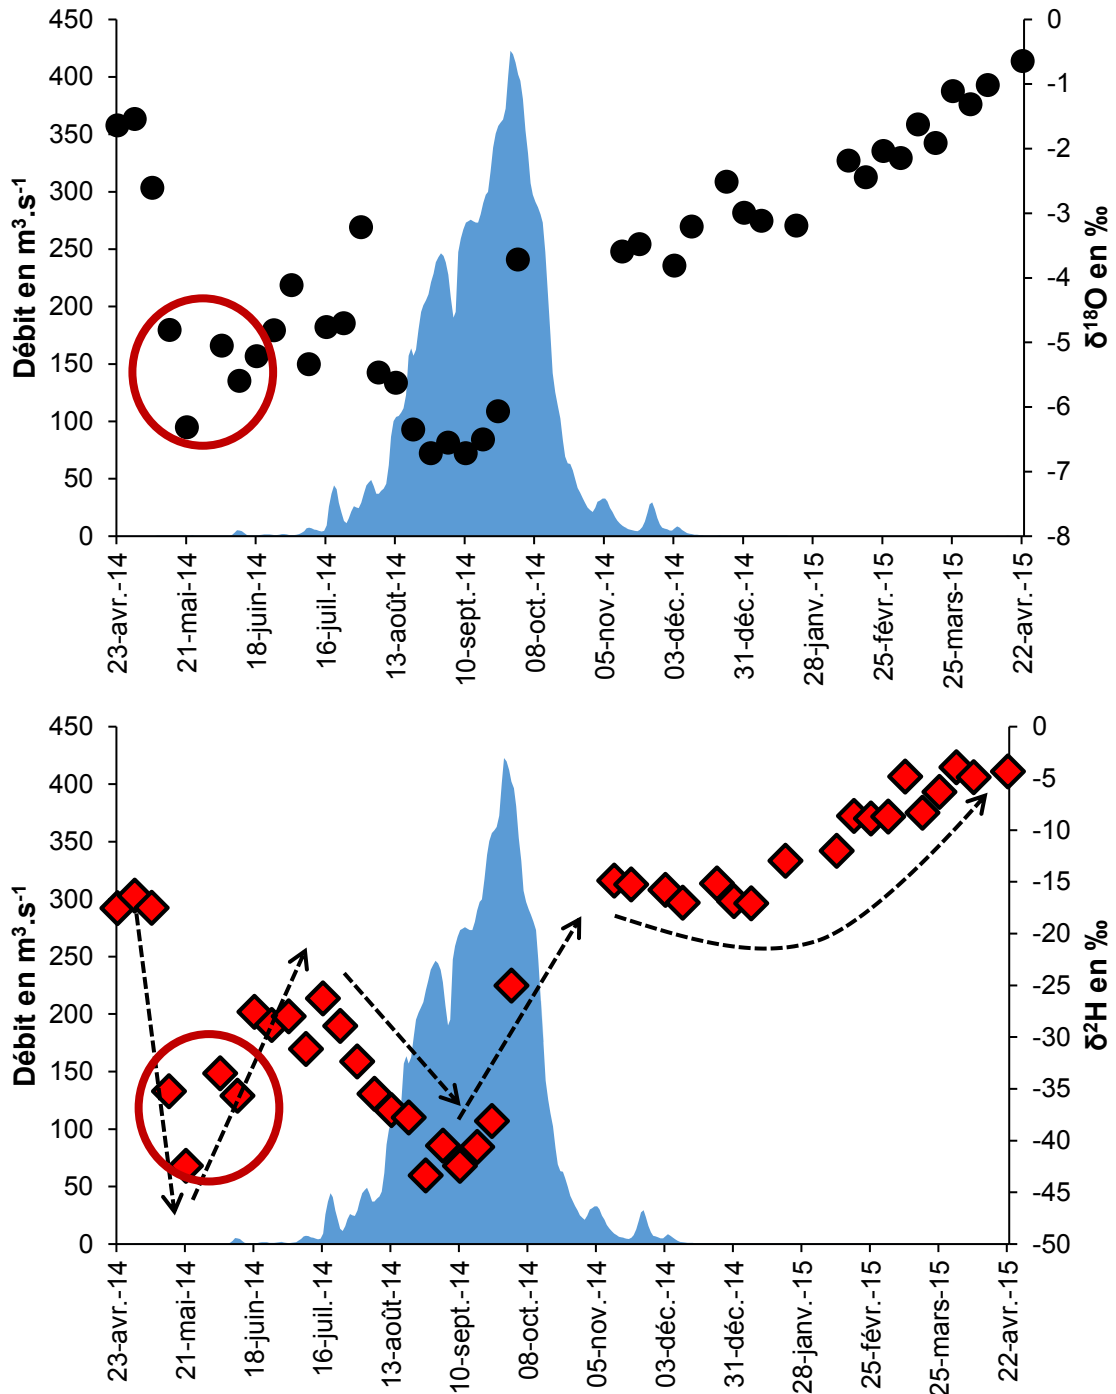 Débit en m³.s⁻¹
450
400
350
300
250
200
150
100
50
0
0
-1
-2
-3
-4
-5
-6
-7
-8
δ¹⁸O en ‰
23-avr.-14
21-mai-14
18-juin-14
16-juil.-14
13-août-14
10-sept.-14
08-oct.-14
05-nov.-14
03-déc.-14
31-déc.-14
28-janv.-15
25-févr.-15
25-mars-15
22-avr.-15
Débit en m³.s⁻¹
450
400
350
300
250
200
150
100
50
0
0
-5
-10
-15
-20
-25
-30
-35
-40
-45
-50
δ²H en ‰
23-avr.-14
21-mai-14
18-juin-14
16-juil.-14
13-août-14
10-sept.-14
08-oct.-14
05-nov.-14
03-déc.-14
31-déc.-14
28-janv.-15
25-févr.-15
25-mars-15
22-avr.-15